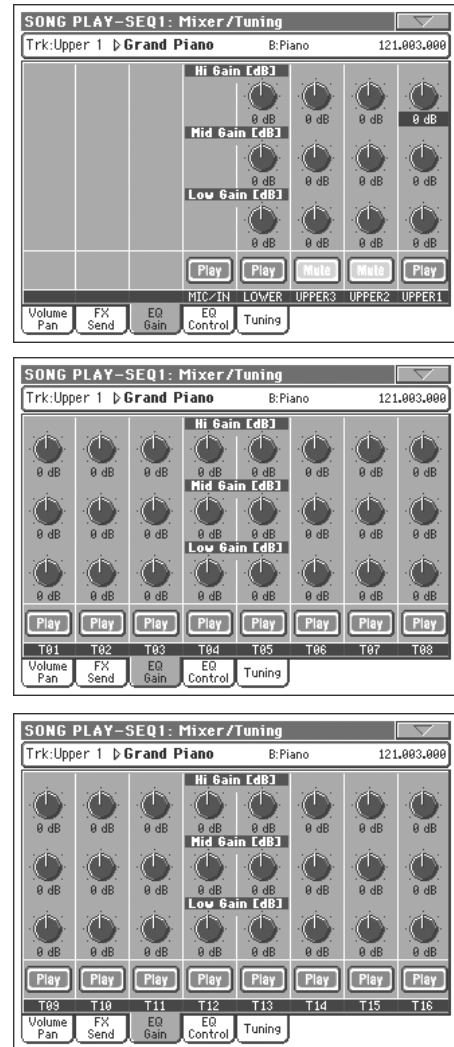 SONG PLAY-SEQ1: Mixer/Tuning
Trk:Upper 1 Grand Piano B:Piano 121.003.000
Hi Gain [dB]
0 dB 0 dB 0 dB 0 dB
Mid Gain [dB]
0 dB 0 dB 0 dB 0 dB
Low Gain [dB]
0 dB 0 dB 0 dB 0 dB
Play Play Mute Mute Play
MIC/IN LOWER UPPER3 UPPER2 UPPER1
Volume Pan FX Send EQ Gain EQ Control Tuning
SONG PLAY-SEQ1: Mixer/Tuning
Trk:Upper 1 Grand Piano B:Piano 121.003.000
Hi Gain [dB]
0 dB 0 dB 0 dB 0 dB 0 dB 0 dB 0 dB 0 dB
Mid Gain [dB]
0 dB 0 dB 0 dB 0 dB 0 dB 0 dB 0 dB 0 dB
Low Gain [dB]
0 dB 0 dB 0 dB 0 dB 0 dB 0 dB 0 dB 0 dB
Play Play Play Play Play Play Play Play
T01 T02 T03 T04 T05 T06 T07 T08
Volume Pan FX Send EQ Gain EQ Control Tuning
SONG PLAY-SEQ1: Mixer/Tuning
Trk:Upper 1 Grand Piano B:Piano 121.003.000
Hi Gain [dB]
0 dB 0 dB 0 dB 0 dB 0 dB 0 dB 0 dB 0 dB
Mid Gain [dB]
0 dB 0 dB 0 dB 0 dB 0 dB 0 dB 0 dB 0 dB
Low Gain [dB]
0 dB 0 dB 0 dB 0 dB 0 dB 0 dB 0 dB 0 dB
Play Play Play Play Play Play Play Play
T09 T10 T11 T12 T13 T14 T15 T16
Volume Pan FX Send EQ Gain EQ Control Tuning